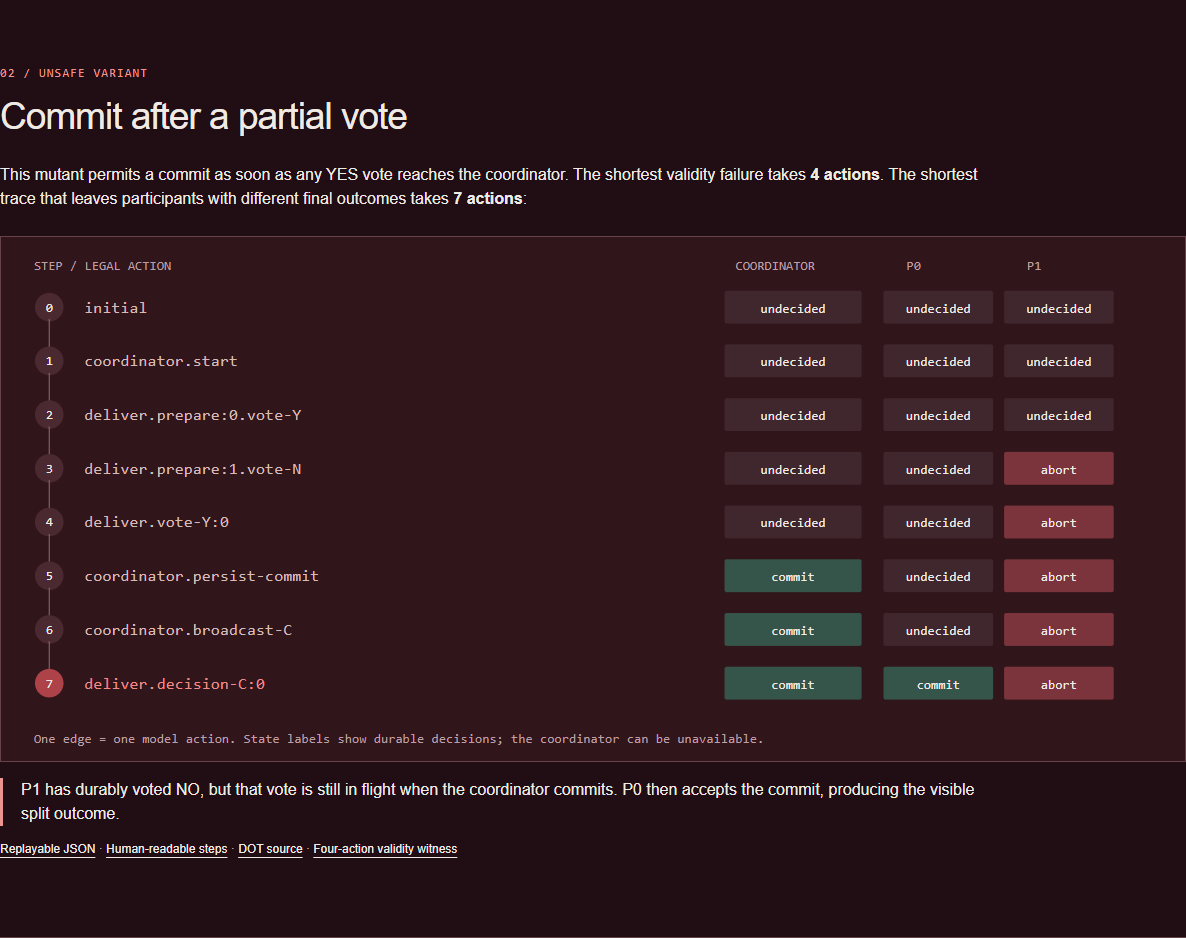 02 / UNSAFE VARIANT
Commit after a partial vote
This mutant permits a commit as soon as any YES vote reaches the coordinator. The shortest validity failure takes 4 actions. The shortest
trace that leaves participants with different final outcomes takes 7 actions:
STEP / LEGAL ACTION COORDINATOR P0 P1
0 initial undecided undecided undecided
1 coordinator.start undecided undecided undecided
2 deliver.prepare:0.vote-Y undecided undecided undecided
3 deliver.prepare:1.vote-N undecided undecided abort
4 deliver.vote-Y:0 undecided undecided abort
5 coordinator.persist-commit commit undecided abort
6 coordinator.broadcast-C commit undecided abort
7 deliver.decision-C:0 commit commit abort
One edge = one model action. State labels show durable decisions; the coordinator can be unavailable.
P1 has durably voted NO, but that vote is still in flight when the coordinator commits. P0 then accepts the commit, producing the visible
split outcome.
Replayable JSON · Human-readable steps · DOT source · Four-action validity witness